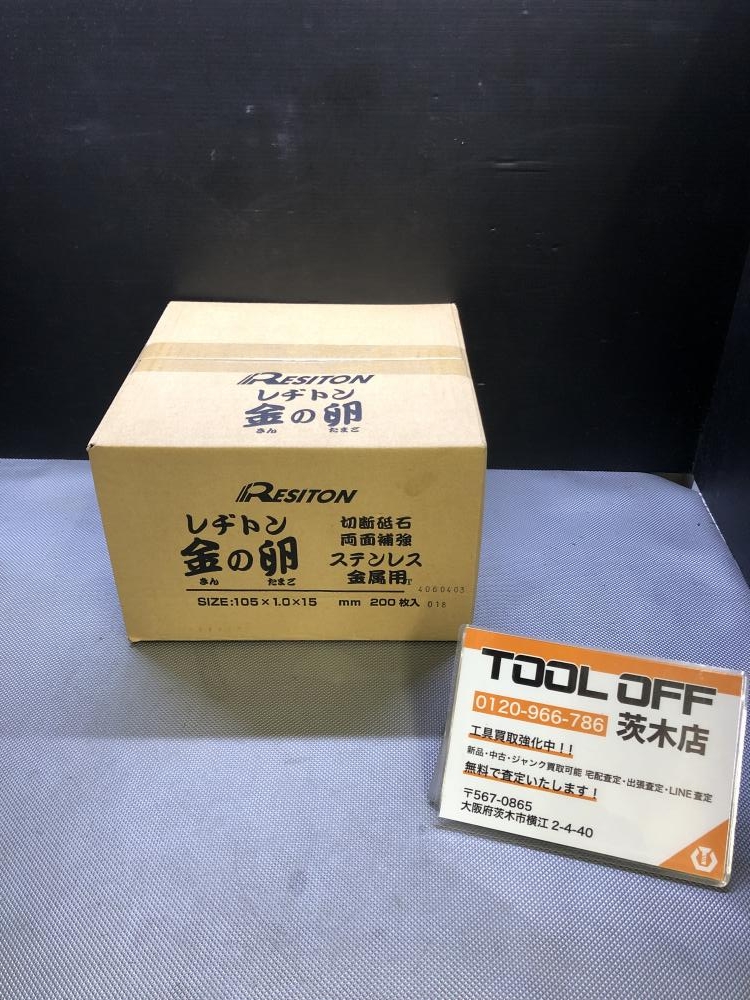 RESITON
レヂトン
金の卵
きん たまご
RESITON
レヂトン
金の卵
きん たまご
切断砥石
両面補強
ステンレス
金属用
4060403
SIZE:105×1.0×15 mm 200枚入 018
TOOL OFF
0120-966-786 茨木店
工具買取強化中!!
新品・中古・ジャンク買取可能 宅配査定・出張査定・LINE査定
無料で査定いたします!
〒567-0865
大阪府茨木市横江 2-4-40